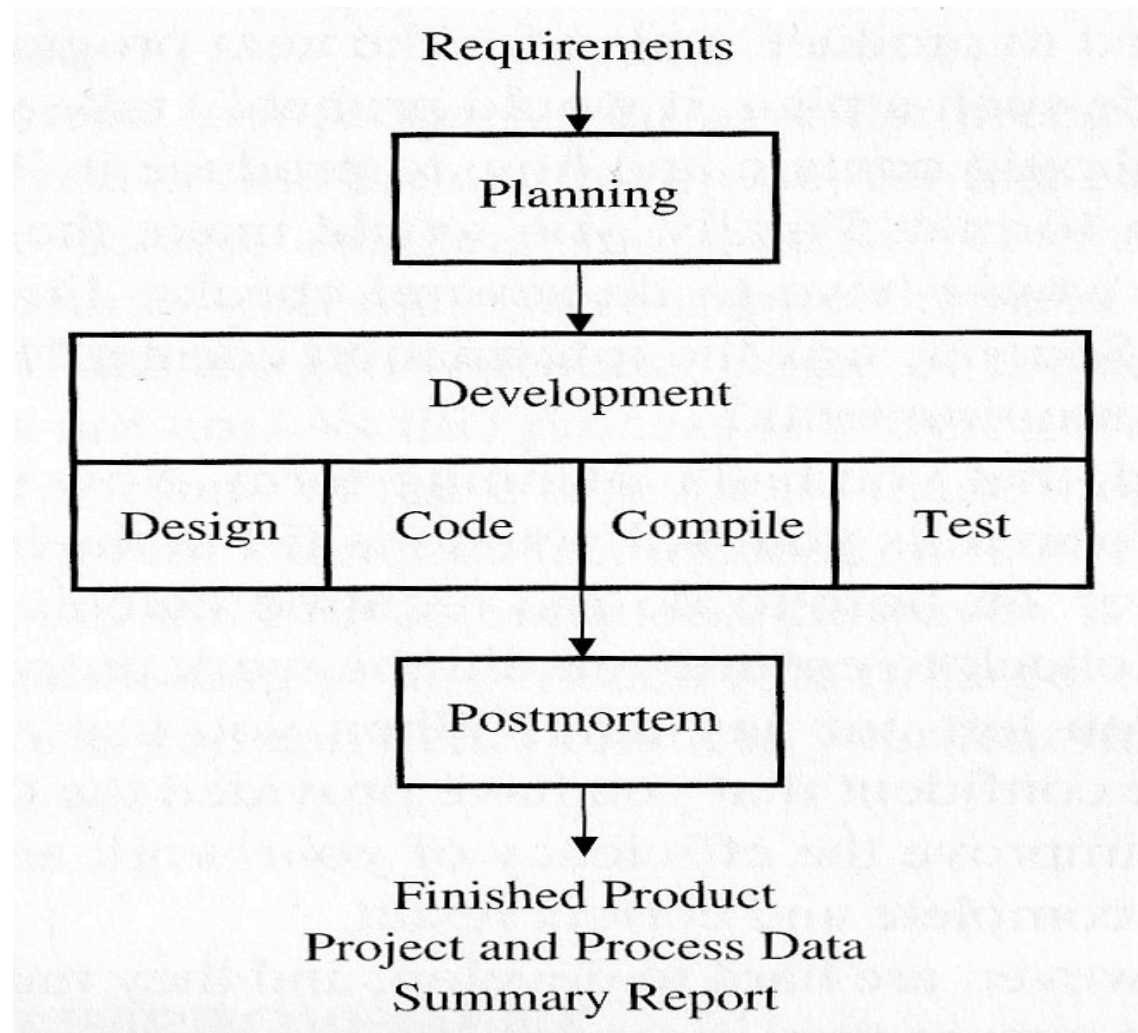 Requirements
Planning
Development
Design Code Compile Test
Postmortem
Finished Product
Project and Process Data
Summary Report